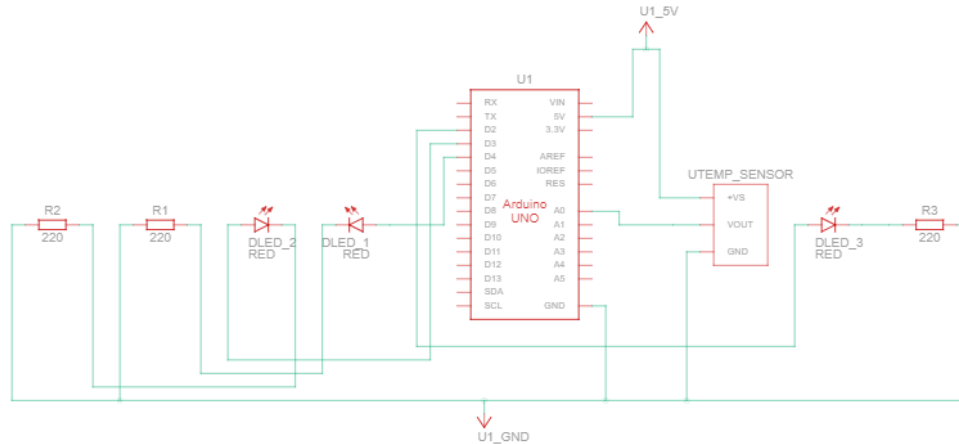 U1_5V
U1
RX
VIN
TX
5V
D2
3.3V
D3
D4
AREF
D5
IOREF
D6
RES
D7
Arduino
UNO
D8
A0
D9
A1
D10
A2
D11
A3
D12
A4
D13
A5
SDA
SCL
GND
UTEMP_SENSOR
+VS
VOUT
GND
R2
220
R1
220
DLED_2
RED
DLED_1
RED
DLED_3
RED
R3
220
U1_GND